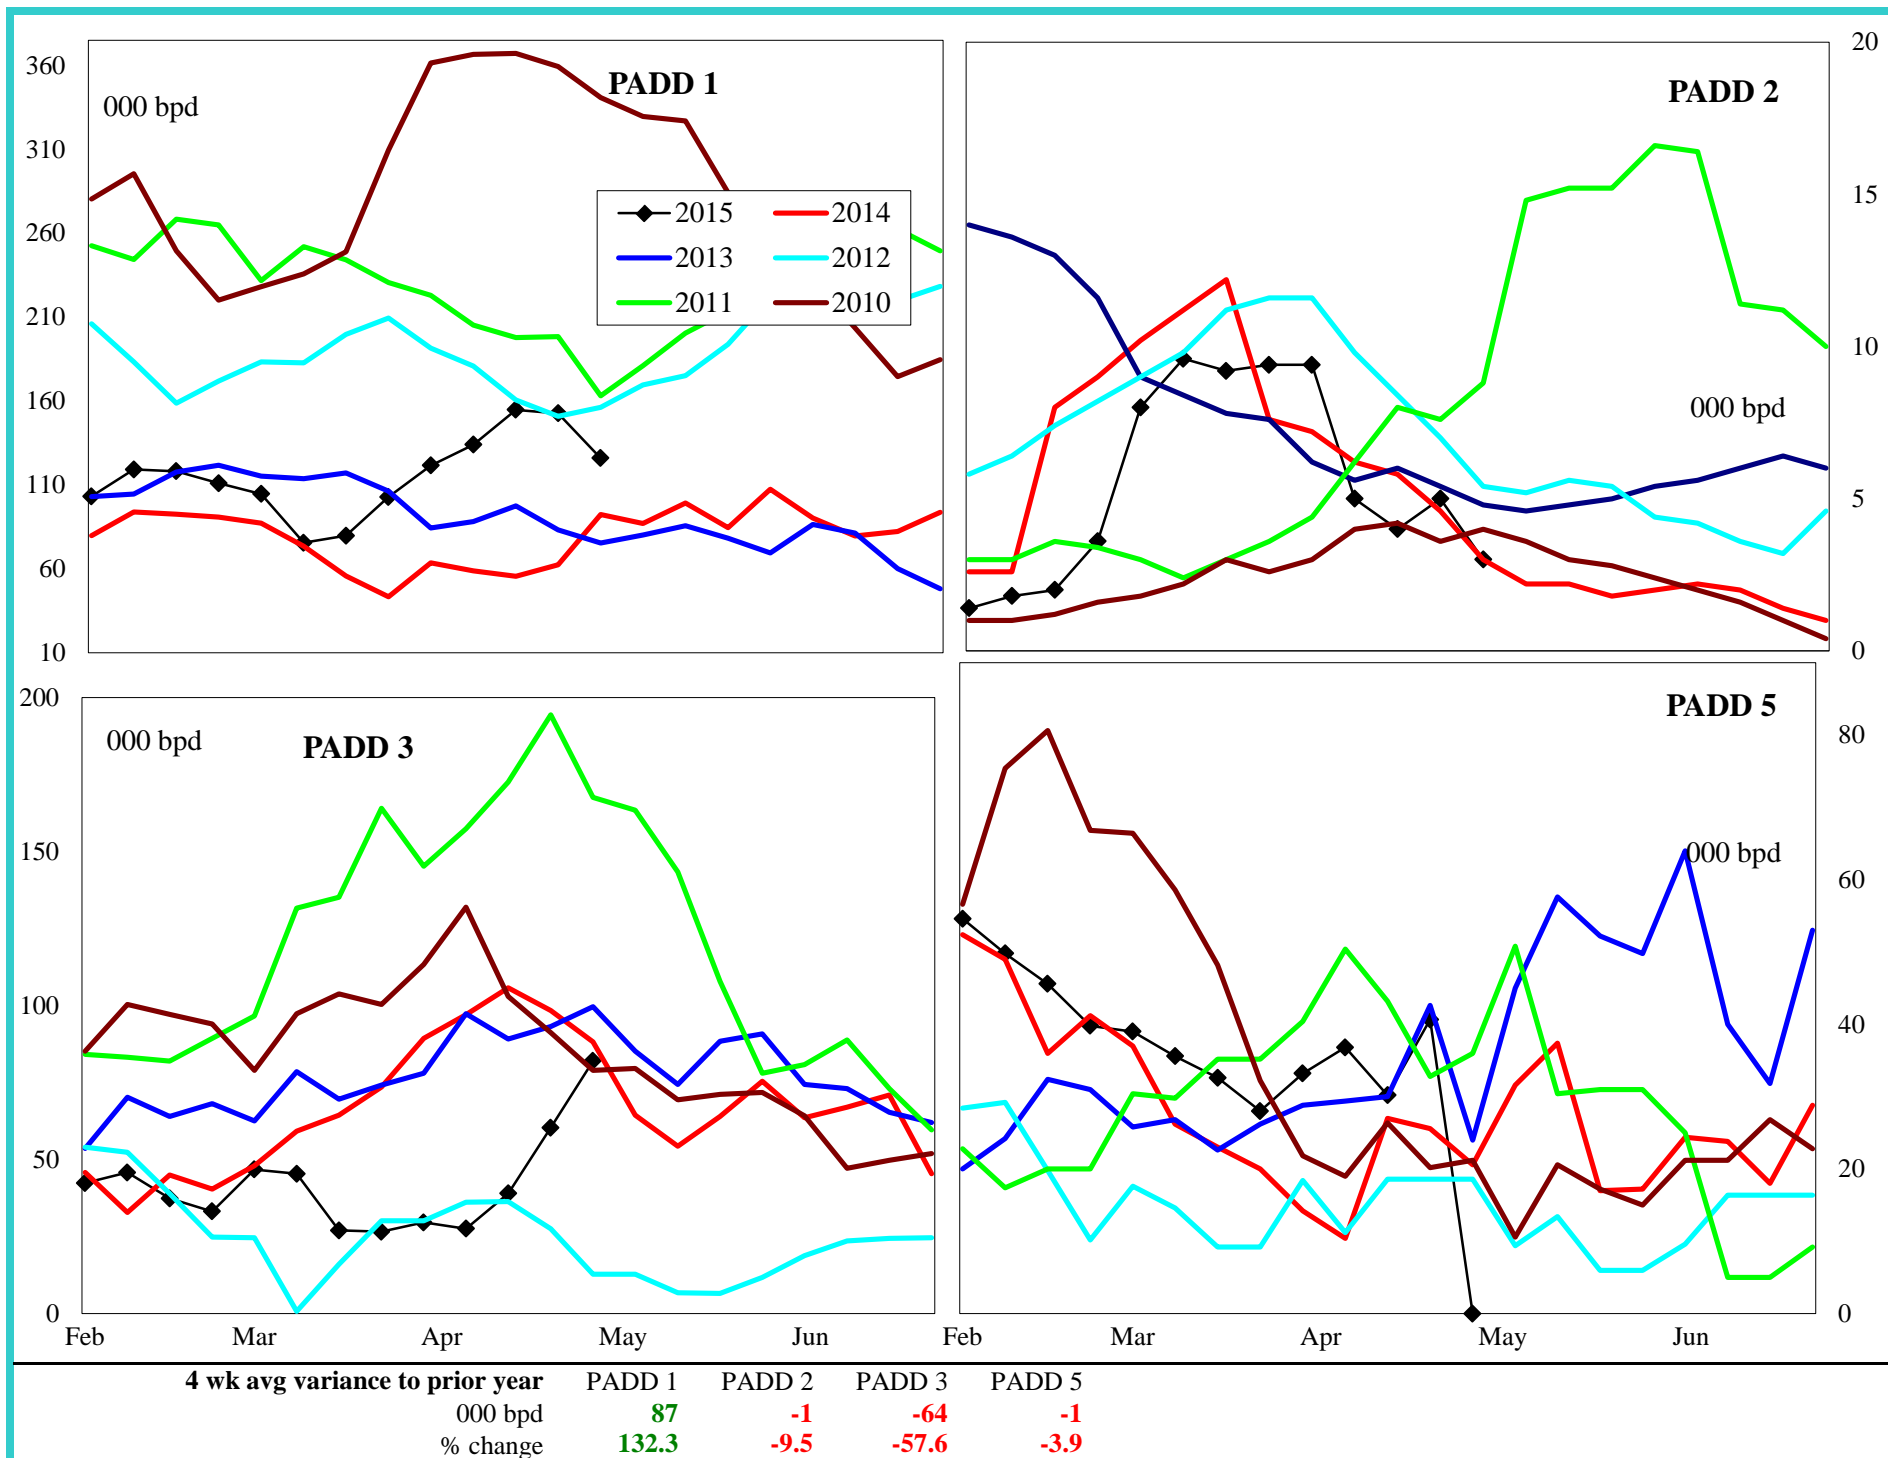 PADD 1
000 bpd
360
310
260
210
160
110
60
10
2015 2014
2013 2012
2011 2010
PADD 2
000 bpd
20
15
10
5
0
PADD 3
000 bpd
200
150
100
50
0
Feb Mar Apr May Jun
PADD 5
000 bpd
80
60
40
20
0
Feb Mar Apr May Jun
4 wk avg variance to prior year PADD 1 PADD 2 PADD 3 PADD 5
000 bpd 87 -1 -64 -1
% change 132.3 -9.5 -57.6 -3.9